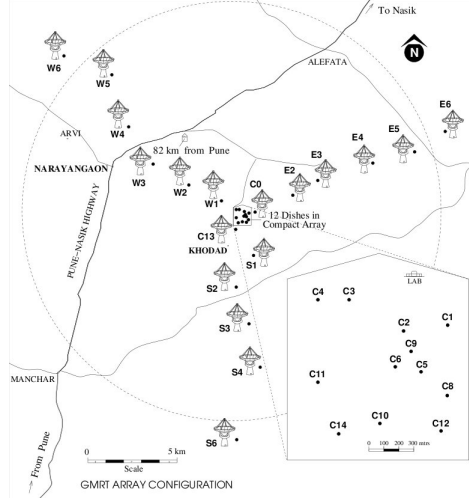 To Nasik
W6
W5
ALEFATA
N
E6
W4
ARVI
E5
E4
82 km from Pune
E3
NARAYANGAON
W3
W2
E2
W1
C0
12 Dishes in
Compact Array
C13
KHODAD
S1
PUNE-NASIK HIGHWAY
S2
LAB
C4
C3
S3
C1
C2
C9
S4
C6
C5
C11
MANCHAR
C8
C10
C14
C12
S6
0 5 km
Scale
0 100 200 300 mts
From Pune
GMRT ARRAY CONFIGURATION